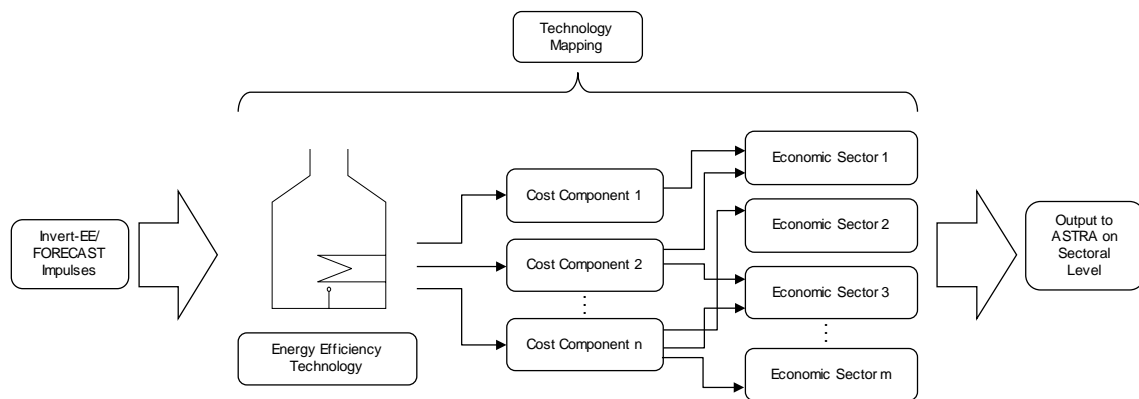 Technology
Mapping
Invert-EE/
FORECAST
Impulses
Energy Efficiency
Technology
Cost Component 1
Cost Component 2
Cost Component n
Economic Sector 1
Economic Sector 2
Economic Sector 3
Economic Sector m
Output to
ASTRA on
Sectoral
Level